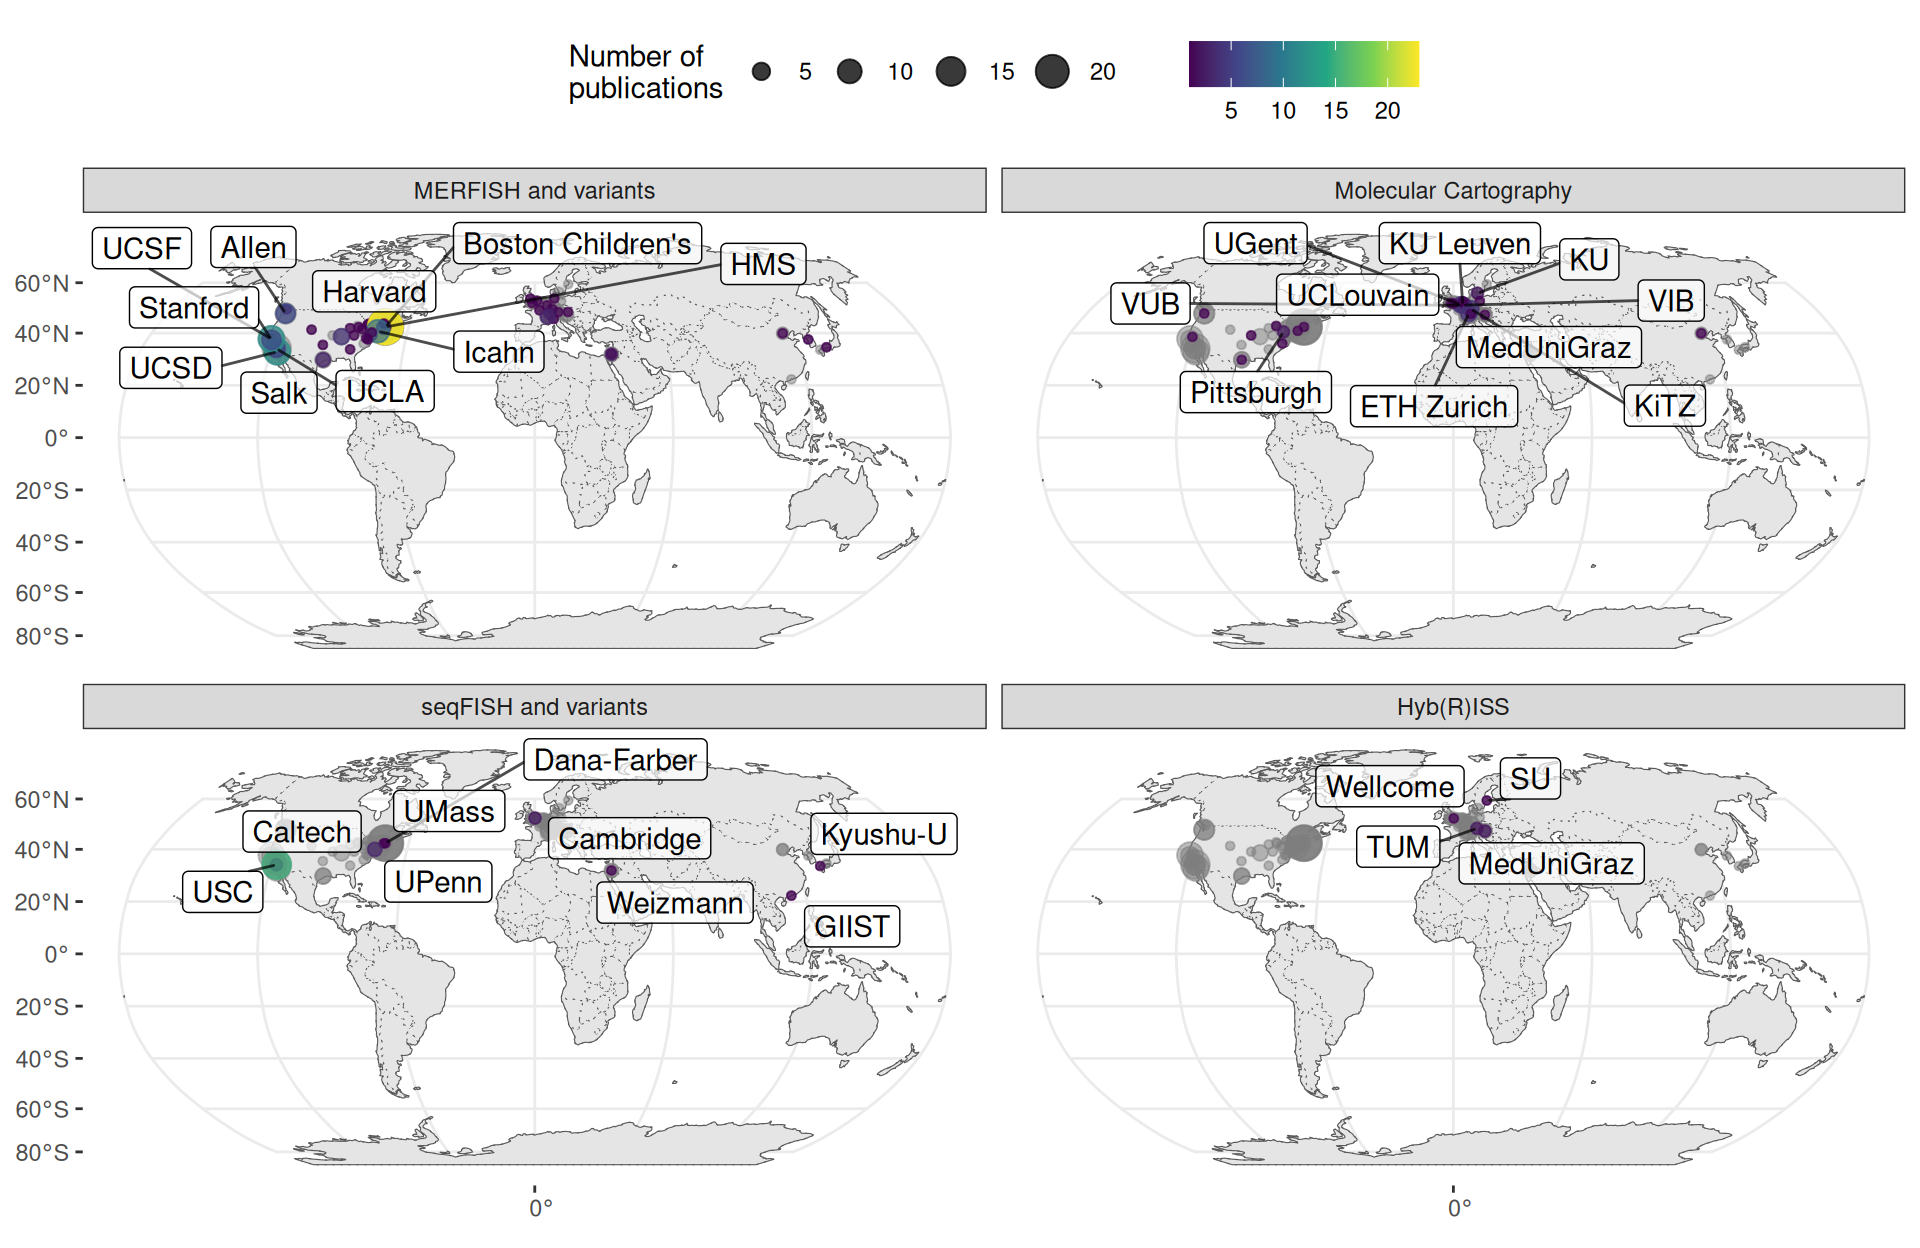 Number of
publications
5
10
15
20
5
10
15
20
MERFISH and variants
Molecular Cartography
UCSF
Allen
Boston Children's
HMS
Harvard
Stanford
Icahn
UCSD
Salk
UCLA
UGent
KU Leuven
KU
VUB
UCLouvain
VIB
MedUniGraz
Pittsburgh
ETH Zurich
KiTZ
60°N
40°N
20°N
0°
20°S
40°S
60°S
80°S
seqFISH and variants
Hyb(R)ISS
Dana-Farber
UMass
Caltech
Cambridge
Kyushu-U
USC
UPenn
Weizmann
GIIST
Wellcome
SU
TUM
MedUniGraz
60°N
40°N
20°N
0°
20°S
40°S
60°S
80°S
0°
0°